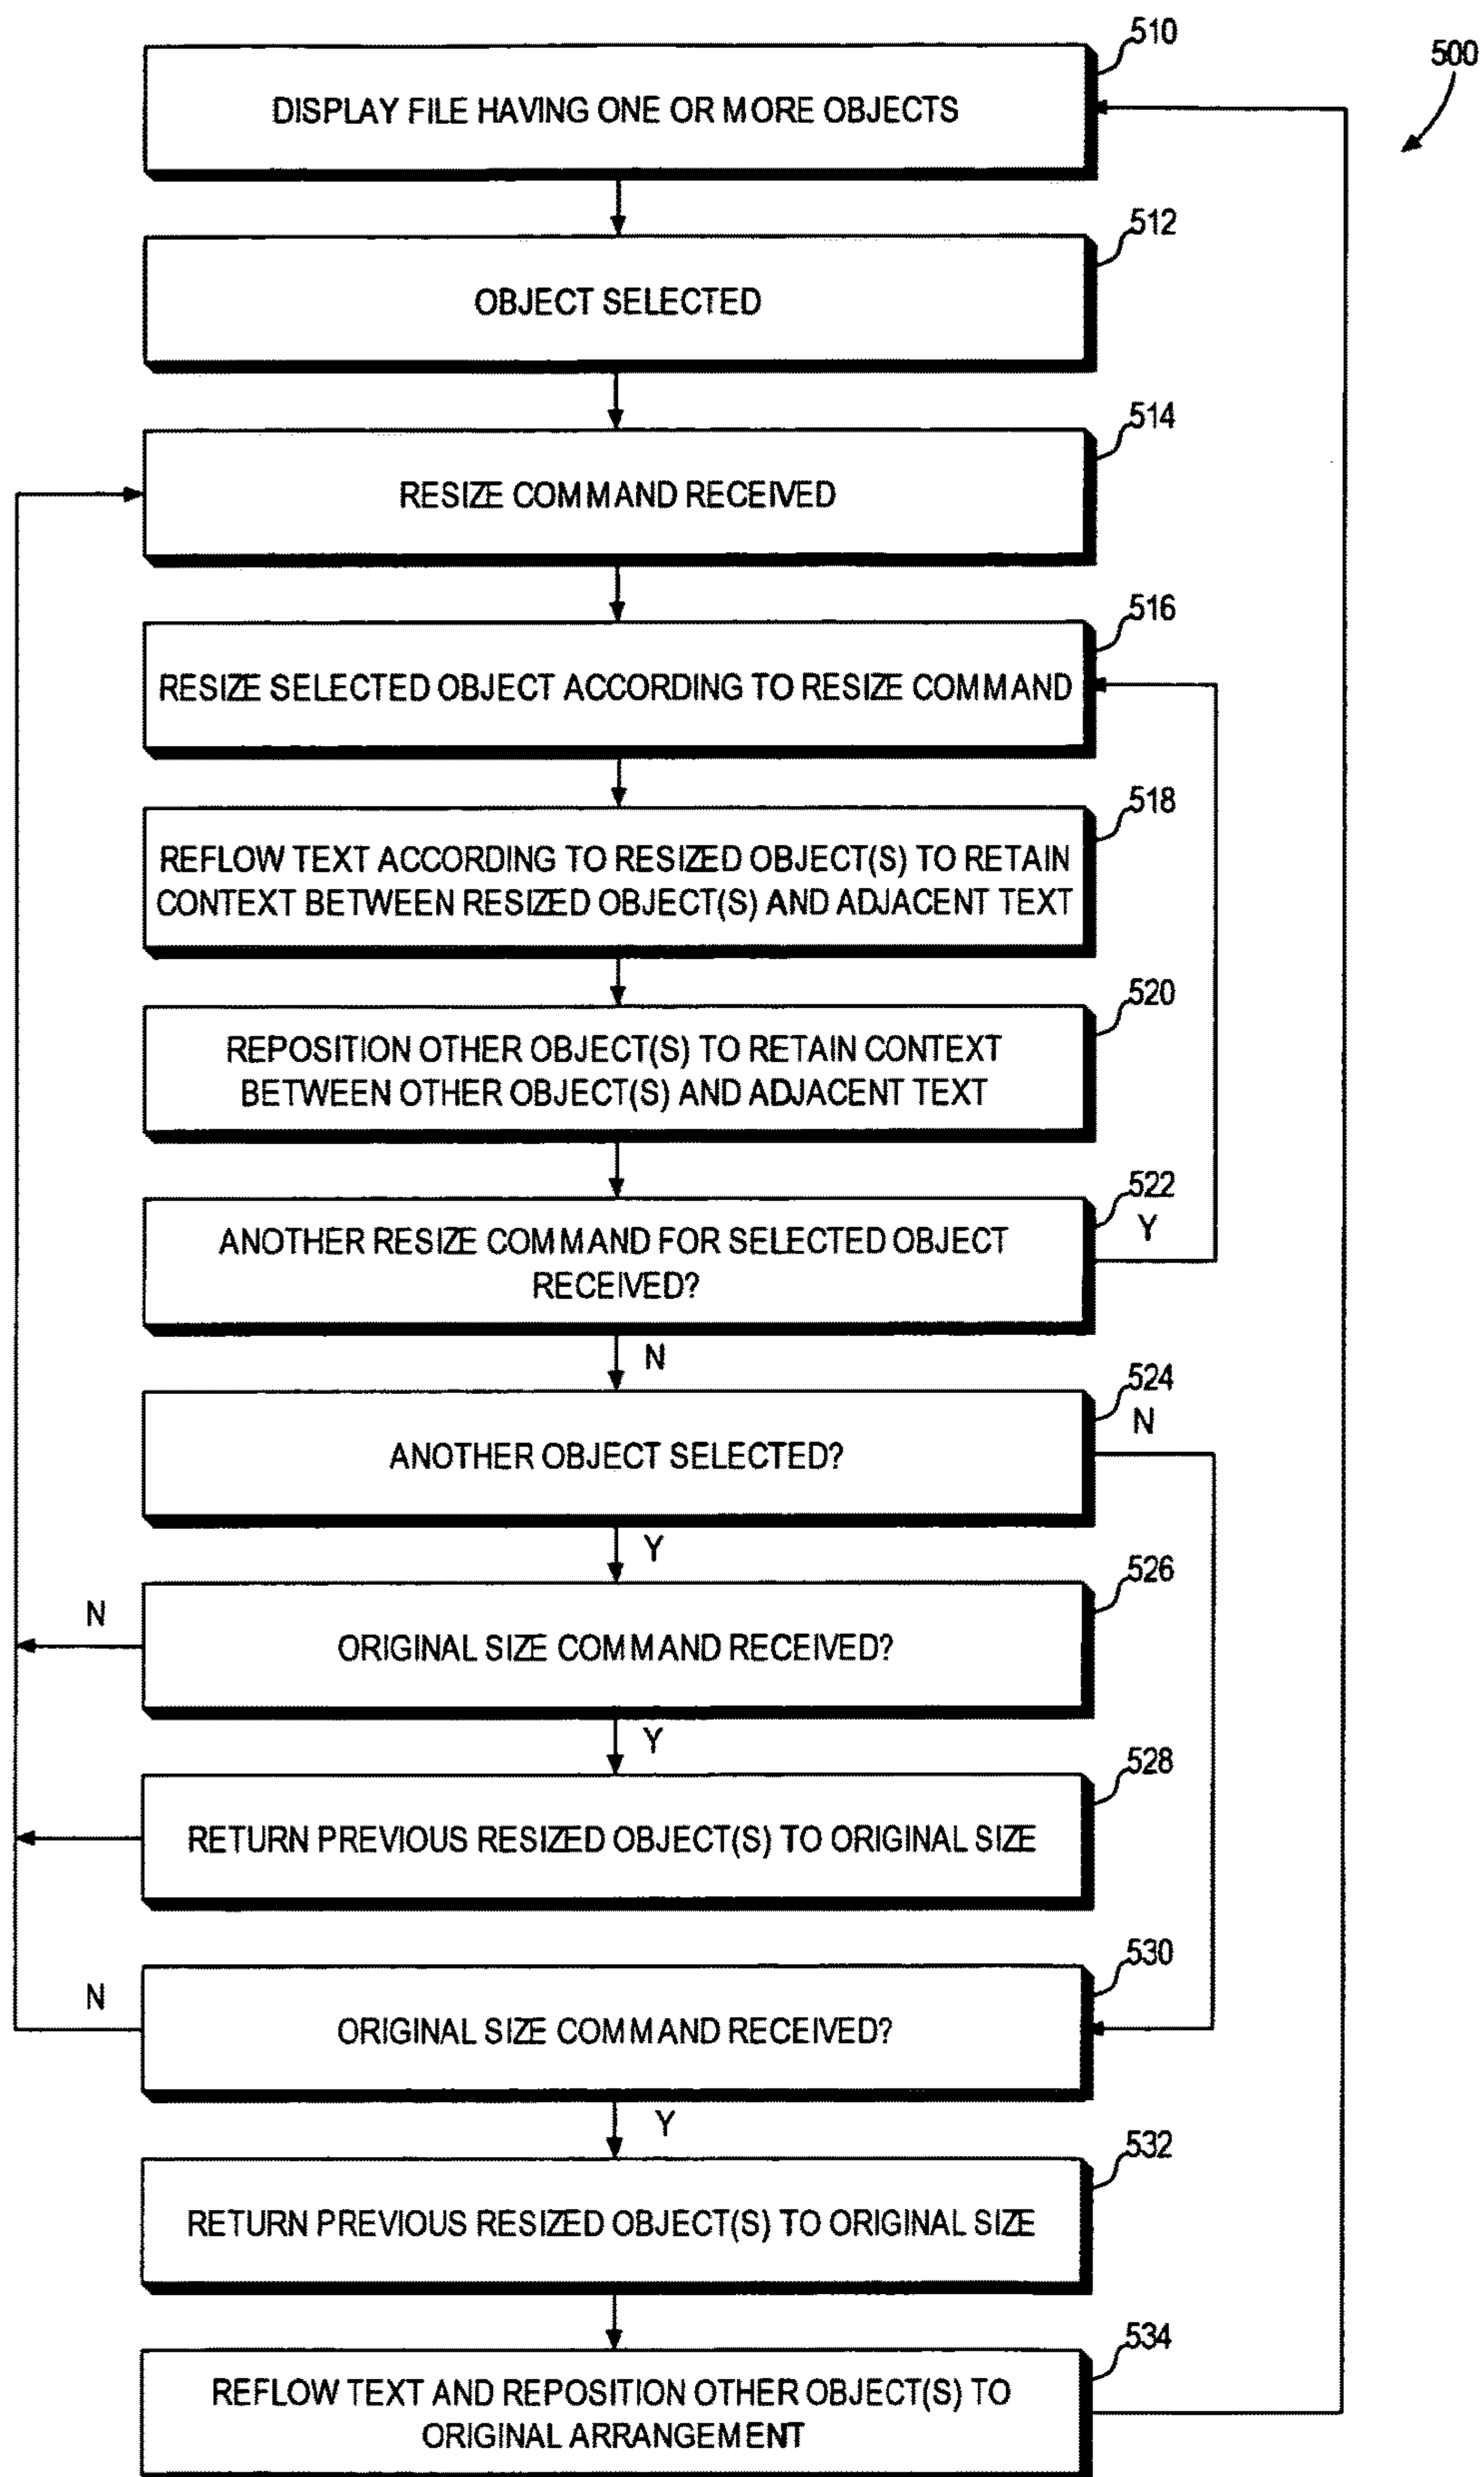 510
500
DISPLAY FILE HAVING ONE OR MORE OBJECTS
512
OBJECT SELECTED
514
RESIZE COMMAND RECEIVED
516
RESIZE SELECTED OBJECT ACCORDING TO RESIZE COMMAND
518
REFLOW TEXT ACCORDING TO RESIZED OBJECT(S) TO RETAIN
CONTEXT BETWEEN RESIZED OBJECT(S) AND ADJACENT TEXT
520
REPOSITION OTHER OBJECT(S) TO RETAIN CONTEXT
BETWEEN OTHER OBJECT(S) AND ADJACENT TEXT
522
Y
ANOTHER RESIZE COMMAND FOR SELECTED OBJECT
RECEIVED?
N
524
N
ANOTHER OBJECT SELECTED?
Y
526
N
ORIGINAL SIZE COMMAND RECEIVED?
Y
528
RETURN PREVIOUS RESIZED OBJECT(S) TO ORIGINAL SIZE
530
N
ORIGINAL SIZE COMMAND RECEIVED?
Y
532
RETURN PREVIOUS RESIZED OBJECT(S) TO ORIGINAL SIZE
534
REFLOW TEXT AND REPOSITION OTHER OBJECT(S) TO
ORIGINAL ARRANGEMENT